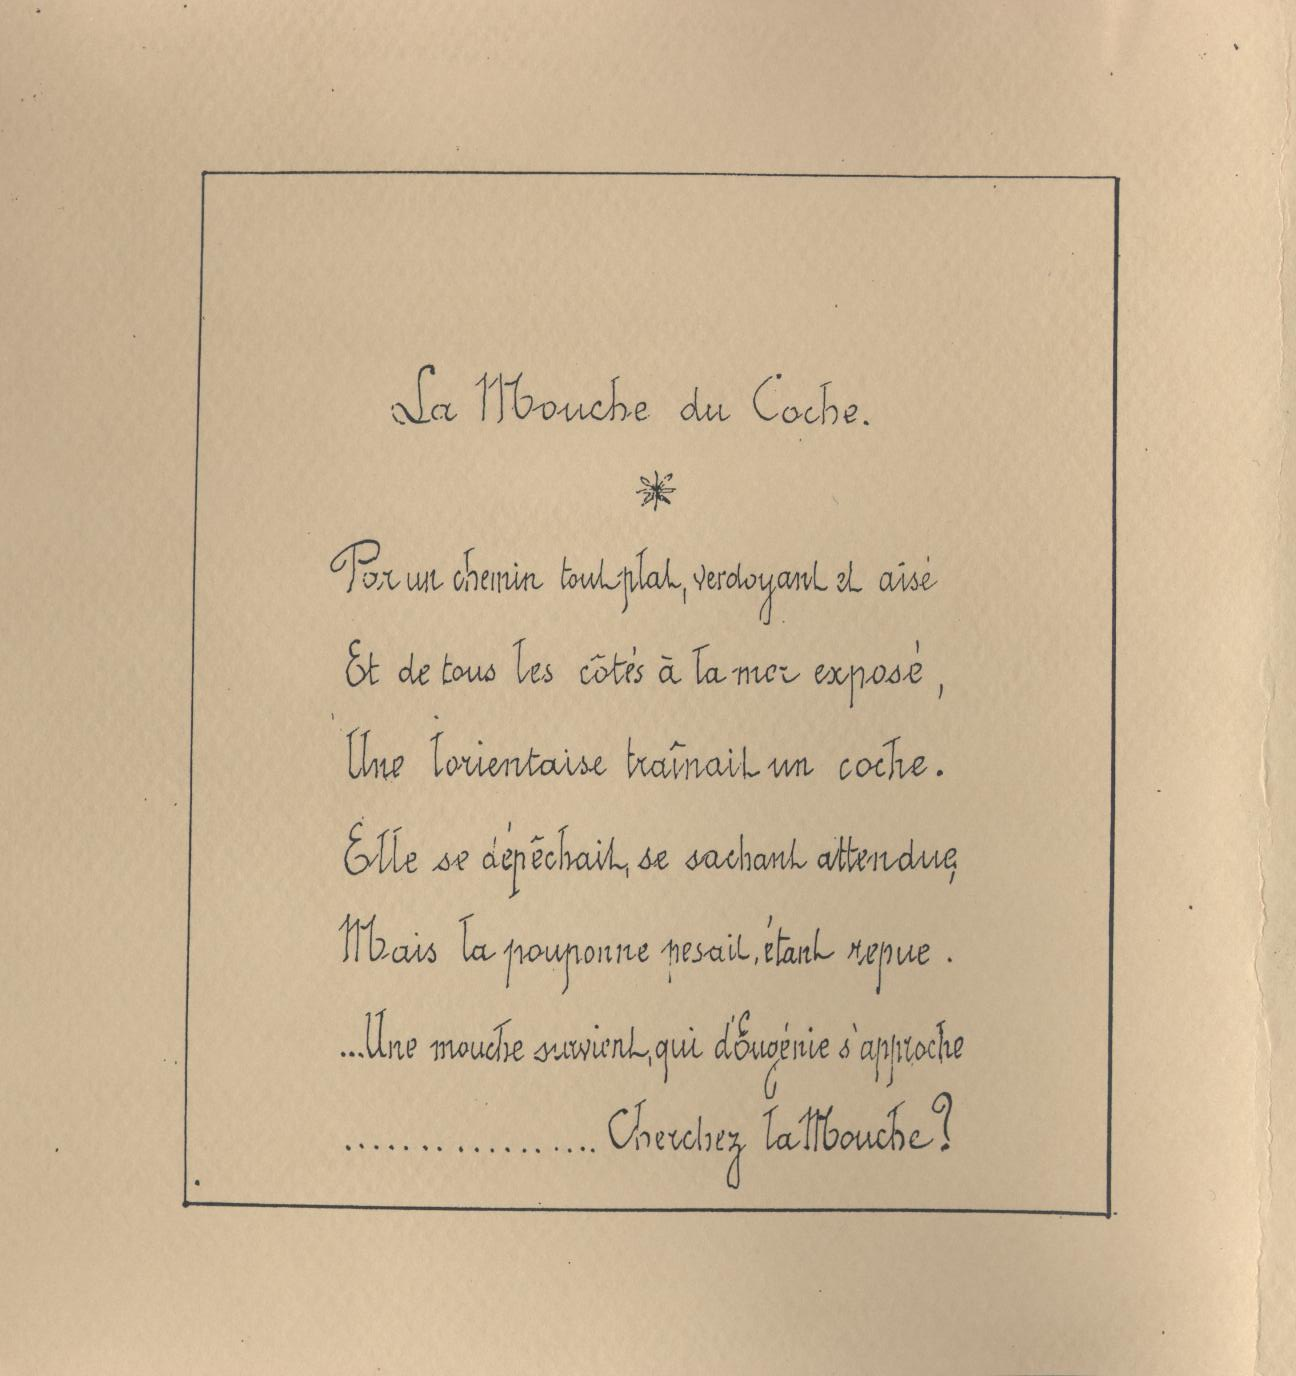 La Mouche du Coche.
Par un chemin tout plat, verdoyant et aisé
Et de tous les côtés à la mer exposé,
Une lorientaise traînait un coche.
Elle se dépêchait, se sachant attendue,
Mais la pouponne pesait, étant repue.
...Une mouche survient, qui d'Eugénie s'approche
................. Cherchez la Mouche?